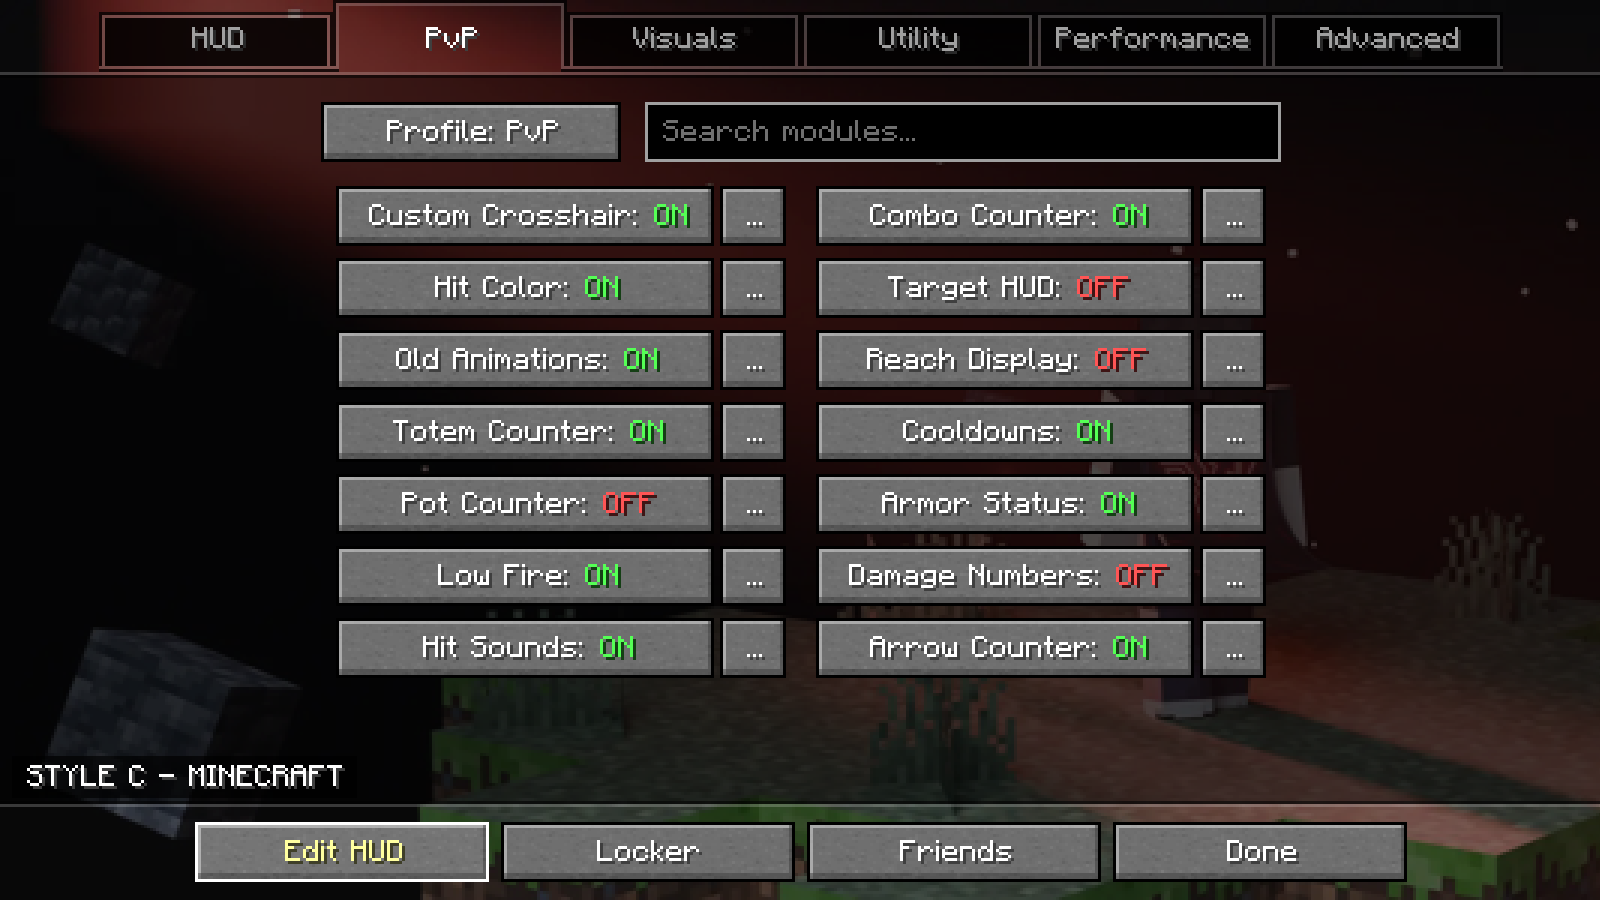 HUD PvP Visuals Utility Performance Advanced
Profile: PvP Search modules...
Custom Crosshair: ON ... Combo Counter: ON ...
Hit Color: ON ... Target HUD: OFF ...
Old Animations: ON ... Reach Display: OFF ...
Totem Counter: ON ... Cooldowns: ON ...
Pot Counter: OFF ... Armor Status: ON ...
Low Fire: ON ... Damage Numbers: OFF ...
Hit Sounds: ON ... Arrow Counter: ON ...
STYLE C - MINECRAFT
Edit HUD Locker Friends Done